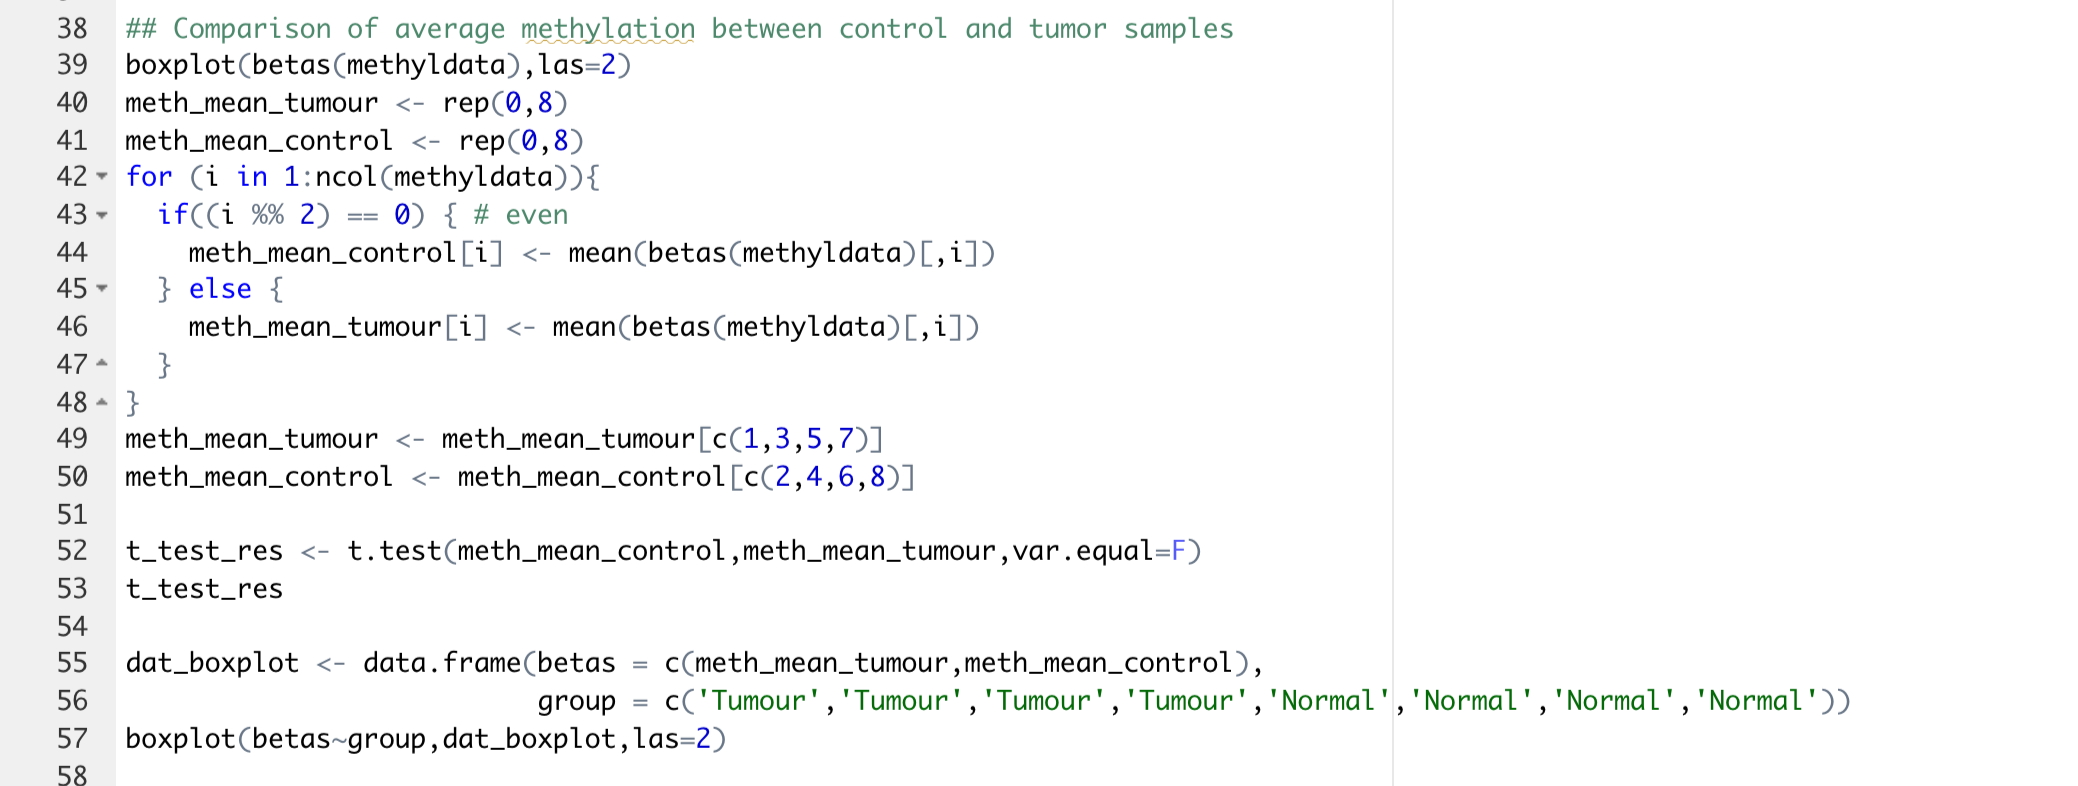 38 ## Comparison of average methylation between control and tumor samples
39 boxplot(betas(methyldata),las=2)
40 meth_mean_tumour <- rep(0,8)
41 meth_mean_control <- rep(0,8)
42 for (i in 1:ncol(methyldata)){
43   if((i %% 2) == 0) { # even
44     meth_mean_control[i] <- mean(betas(methyldata)[,i])
45   } else {
46     meth_mean_tumour[i] <- mean(betas(methyldata)[,i])
47   }
48 }
49 meth_mean_tumour <- meth_mean_tumour[c(1,3,5,7)]
50 meth_mean_control <- meth_mean_control[c(2,4,6,8)]
51
52 t_test_res <- t.test(meth_mean_control,meth_mean_tumour,var.equal=F)
53 t_test_res
54
55 dat_boxplot <- data.frame(betas = c(meth_mean_tumour,meth_mean_control),
56                           group = c('Tumour','Tumour','Tumour','Tumour','Normal','Normal','Normal','Normal'))
57 boxplot(betas~group,dat_boxplot,las=2)
58